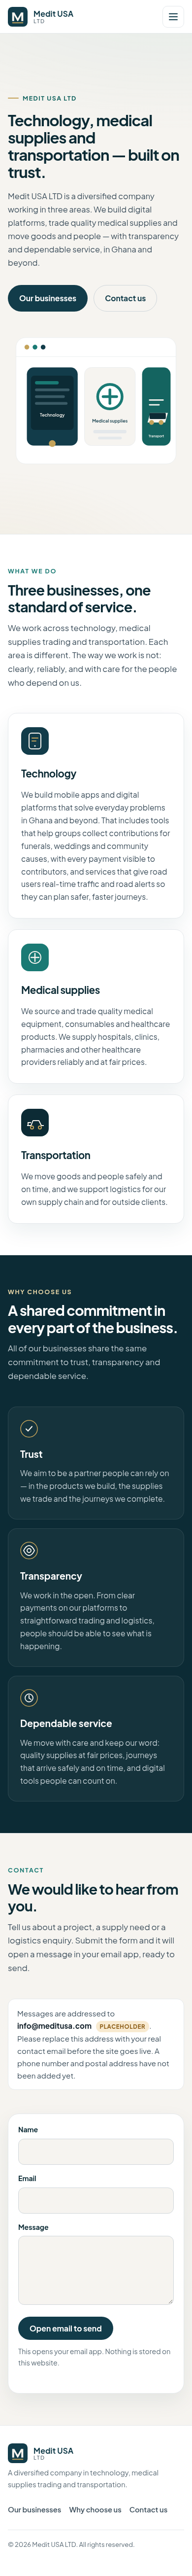 Medit USA
LTD
MEDIT USA LTD
Technology, medical
supplies and
transportation — built on
trust.
Medit USA LTD is a diversified company
working in three areas. We build digital
platforms, trade quality medical supplies and
move goods and people — with transparency
and dependable service, in Ghana and
beyond.
Our businesses
Contact us
Technology
Medical supplies
Transport
WHAT WE DO
Three businesses, one
standard of service.
We work across technology, medical
supplies trading and transportation. Each
area is different. The way we work is not:
clearly, reliably, and with care for the people
who depend on us.
Technology
We build mobile apps and digital
platforms that solve everyday problems
in Ghana and beyond. That includes tools
that help groups collect contributions for
funerals, weddings and community
causes, with every payment visible to
contributors, and services that give road
users real-time traffic and road alerts so
they can plan safer, faster journeys.
Medical supplies
We source and trade quality medical
equipment, consumables and healthcare
products. We supply hospitals, clinics,
pharmacies and other healthcare
providers reliably and at fair prices.
Transportation
We move goods and people safely and
on time, and we support logistics for our
own supply chain and for outside clients.
WHY CHOOSE US
A shared commitment in
every part of the business.
All of our businesses share the same
commitment to trust, transparency and
dependable service.
Trust
We aim to be a partner people can rely on
— in the products we build, the supplies
we trade and the journeys we complete.
Transparency
We work in the open. From clear
payments on our platforms to
straightforward trading and logistics,
people should be able to see what is
happening.
Dependable service
We move with care and keep our word:
quality supplies at fair prices, journeys
that arrive safely and on time, and digital
tools people can count on.
CONTACT
We would like to hear from
you.
Tell us about a project, a supply need or a
logistics enquiry. Submit the form and it will
open a message in your email app, ready to
send.
Messages are addressed to
info@meditusa.com PLACEHOLDER.
Please replace this address with your real
contact email before the site goes live. A
phone number and postal address have not
been added yet.
Name
Email
Message
Open email to send
This opens your email app. Nothing is stored on
this website.
Medit USA
LTD
A diversified company in technology, medical
supplies trading and transportation.
Our businesses Why choose us Contact us
© 2026 Medit USA LTD. All rights reserved.